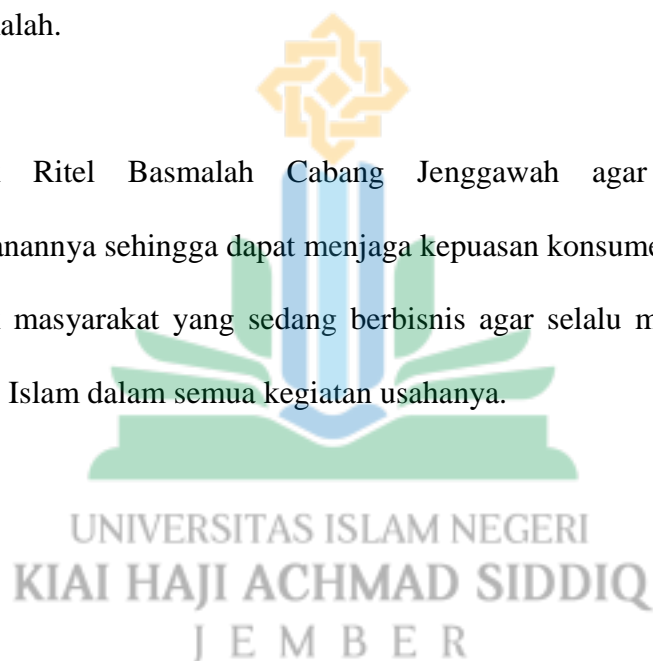 alah.
Ritel Basmalah Cabang Jenggawah agar
anannya sehingga dapat menjaga kepuasan konsume
masyarakat yang sedang berbisnis agar selalu m
Islam dalam semua kegiatan usahanya.
UNIVERSITAS ISLAM NEGERI
KIAI HAJI ACHMAD SIDDIQ
JEMBER